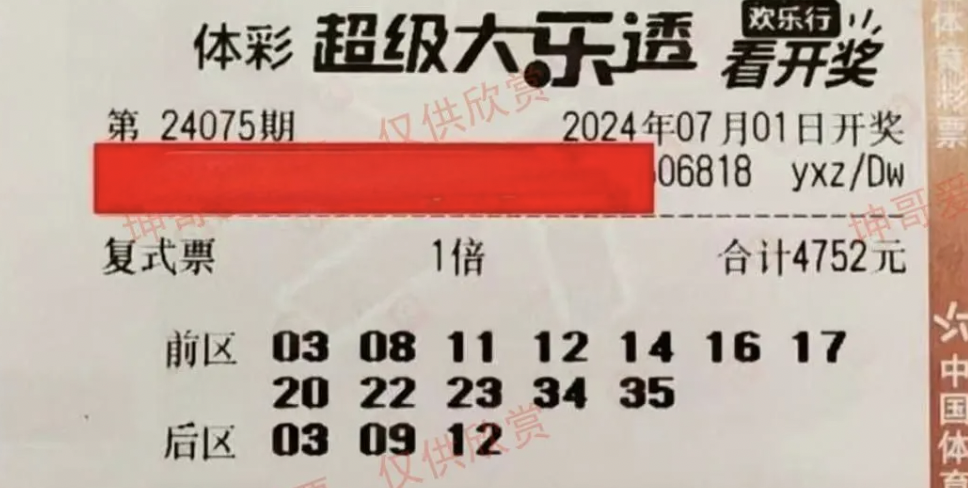 体彩 超级大乐透 欢乐行 看开奖
第 24075期 2024年07月01日开奖
06818 yxz/Dw
复式票 1倍 合计4752元
前区 03 08 11 12 14 16 17
20 22 23 34 35
后区 03 09 12
仅供欣赏
坤哥爱
坤哥爱
仅供欣赏
体育彩票
中国体育